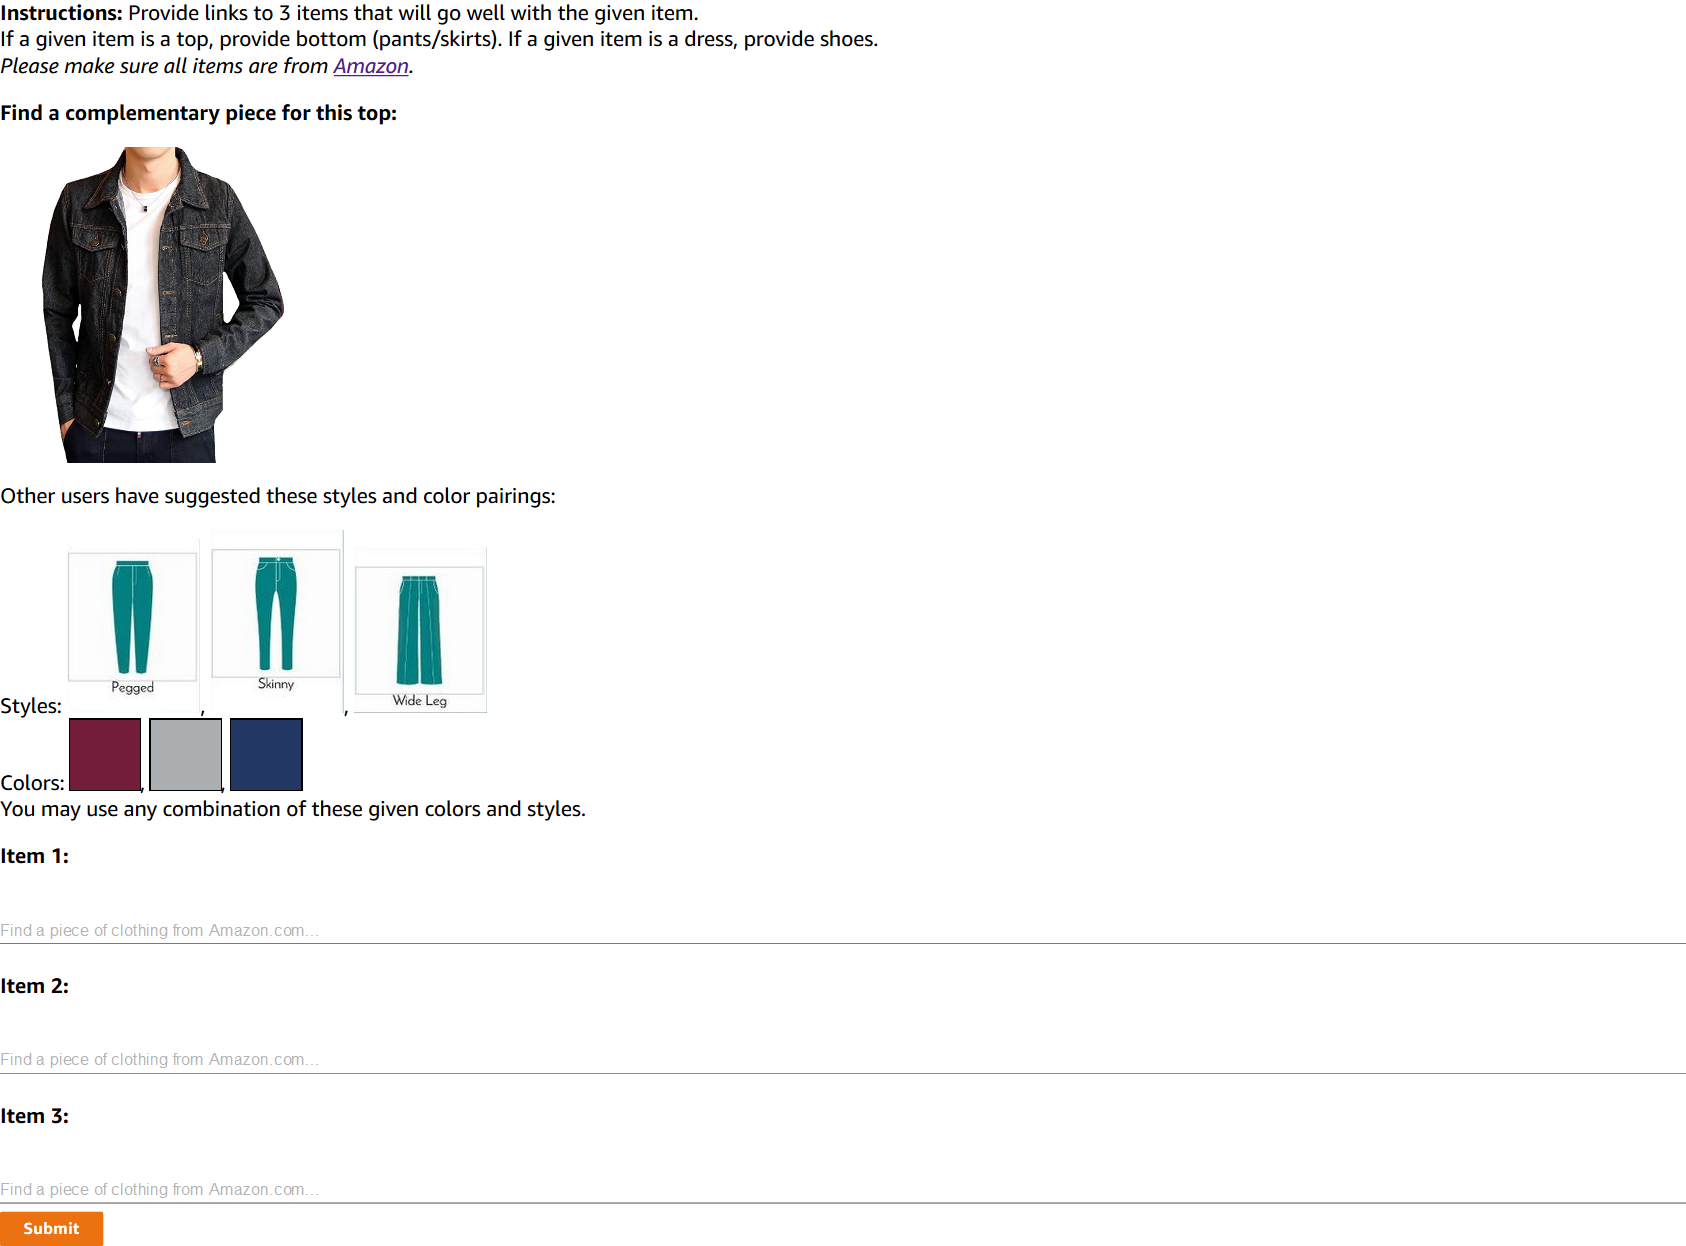 Instructions: Provide links to 3 items that will go well with the given item.
If a given item is a top, provide bottom (pants/skirts). If a given item is a dress, provide shoes.
Please make sure all items are from Amazon.
Find a complementary piece for this top:
Other users have suggested these styles and color pairings:
Styles: Pegged, Skinny, Wide Leg
Colors: , ,
You may use any combination of these given colors and styles.
Item 1:
Find a piece of clothing from Amazon.com...
Item 2:
Find a piece of clothing from Amazon.com...
Item 3:
Find a piece of clothing from Amazon.com...
Submit